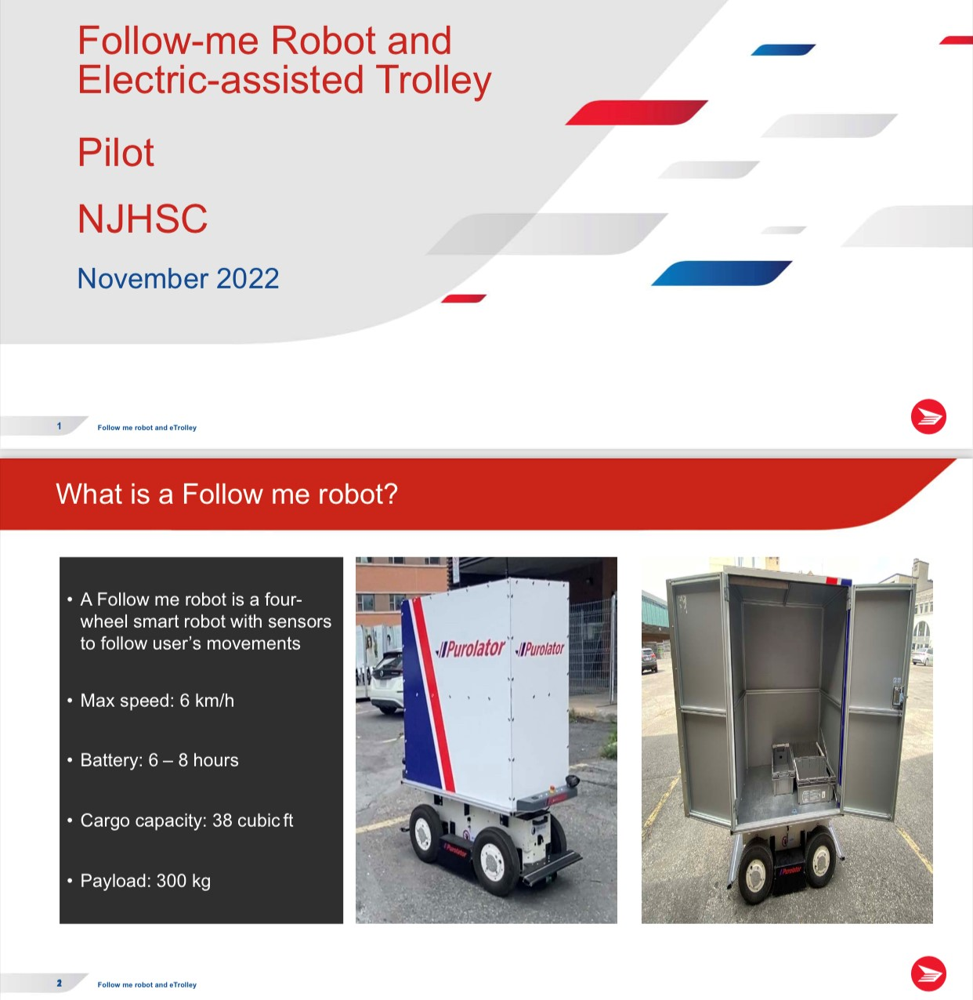 Follow-me Robot and
Electric-assisted Trolley
Pilot
NJHSC
November 2022
1
Follow me robot and eTrolley
What is a Follow me robot?
• A Follow me robot is a four-
wheel smart robot with sensors
to follow user’s movements
• Max speed: 6 km/h
• Battery: 6 – 8 hours
• Cargo capacity: 38 cubic ft
• Payload: 300 kg
Purolator
Purolator
Purolator
Purolator
2
Follow me robot and eTrolley